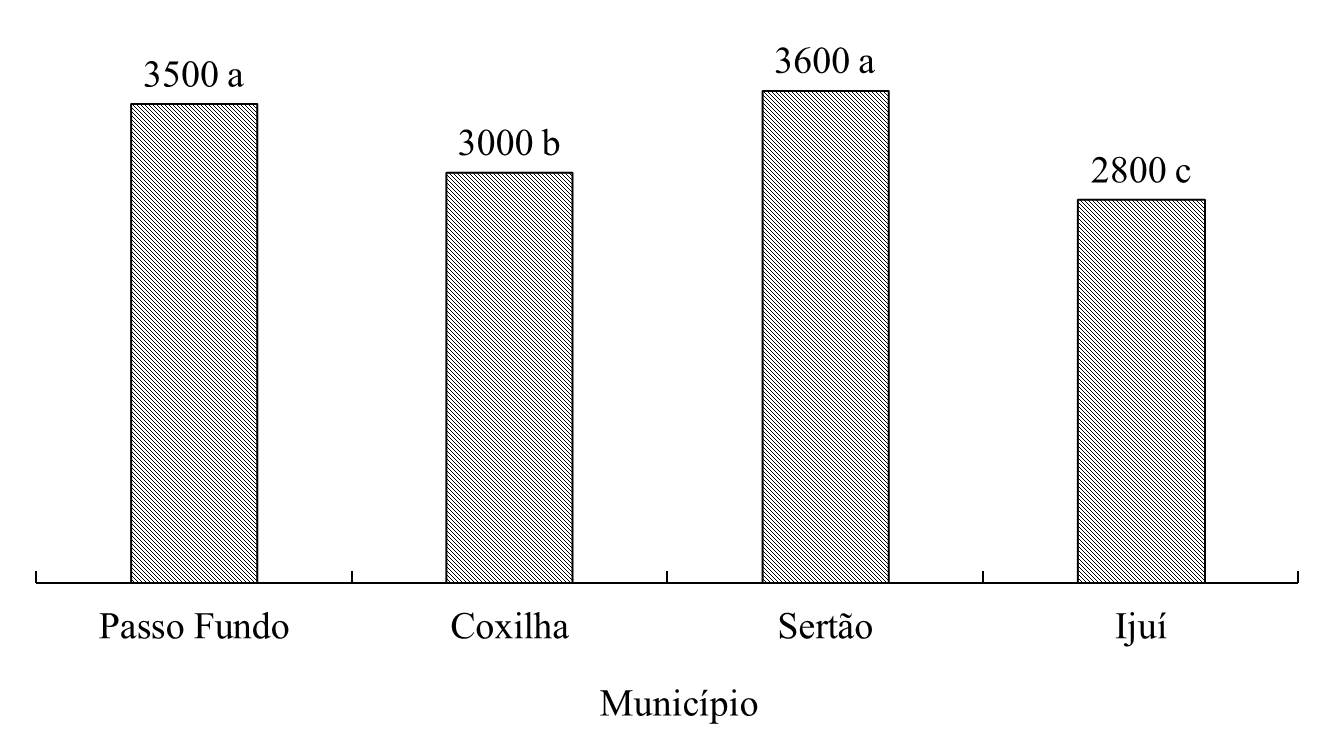 3500 a
3000 b
3600 a
2800 c
Passo Fundo
Coxilha
Sertão
Ijuí
Município